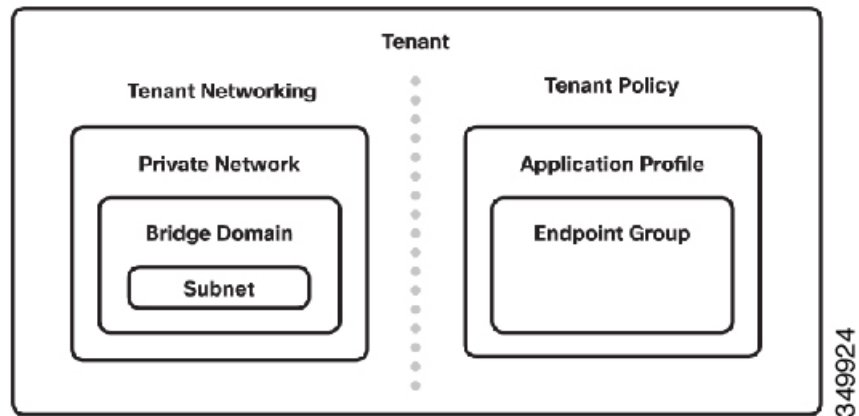 Tenant
Tenant Networking
Private Network
Bridge Domain
Subnet
Tenant Policy
Application Profile
Endpoint Group
349924